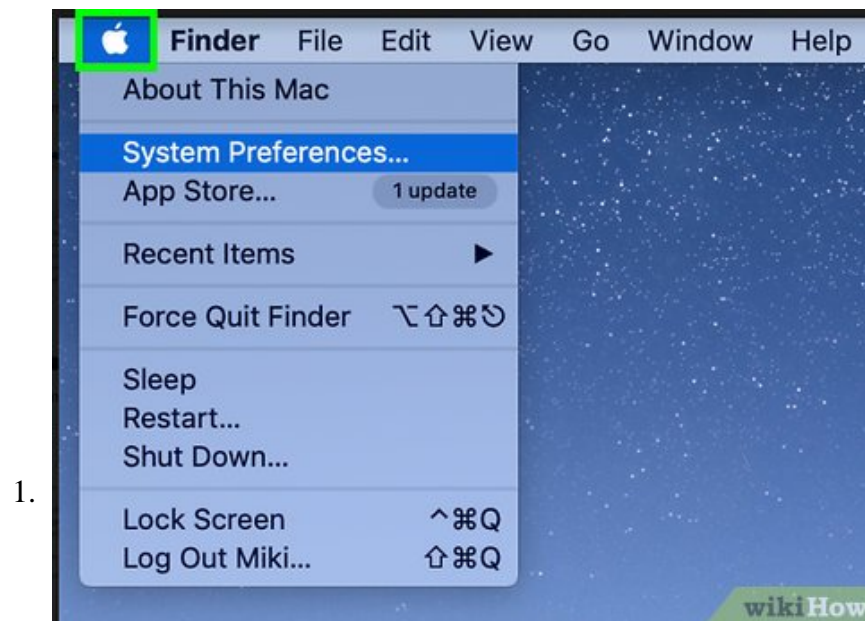 Finder File Edit View Go Window Help
About This Mac
System Preferences...
App Store... 1 update
Recent Items ▶
Force Quit Finder ⌥⇧⌘⎋
Sleep
Restart...
Shut Down...
1.
Lock Screen ^⌘Q
Log Out Miki... ⇧⌘Q
wikiHow